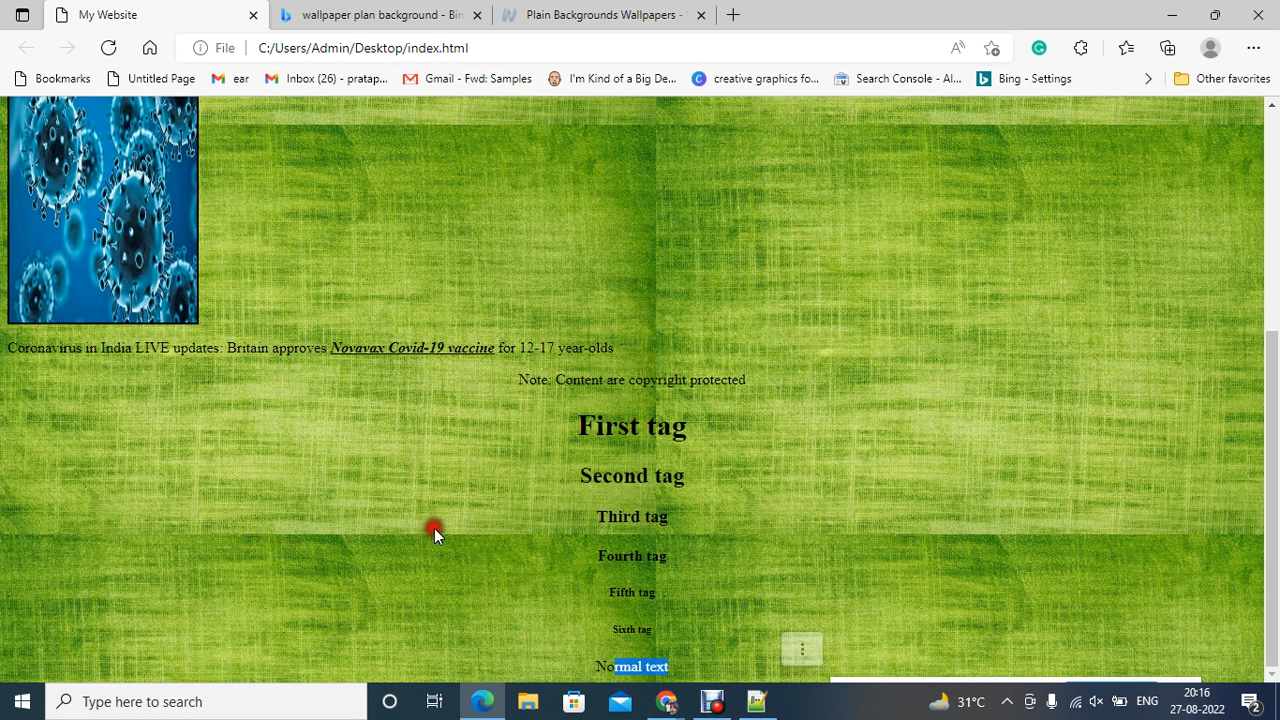 My Website
wallpaper plan background - Bin
Plain Backgrounds Wallpapers -
File
C:/Users/Admin/Desktop/index.html
Bookmarks
Untitled Page
ear
Inbox (26) - pratap...
Gmail - Fwd: Samples
I'm Kind of a Big De...
creative graphics fo...
Search Console - Al...
Bing - Settings
Other favorites
Coronavirus in India LIVE updates: Britain approves Novavax Covid-19 vaccine for 12-17 year-olds
Note: Content are copyright protected
First tag
Second tag
Third tag
Fourth tag
Fifth tag
Sixth tag
Normal text
Type here to search
31°C
ENG
20:16
27-08-2022
2